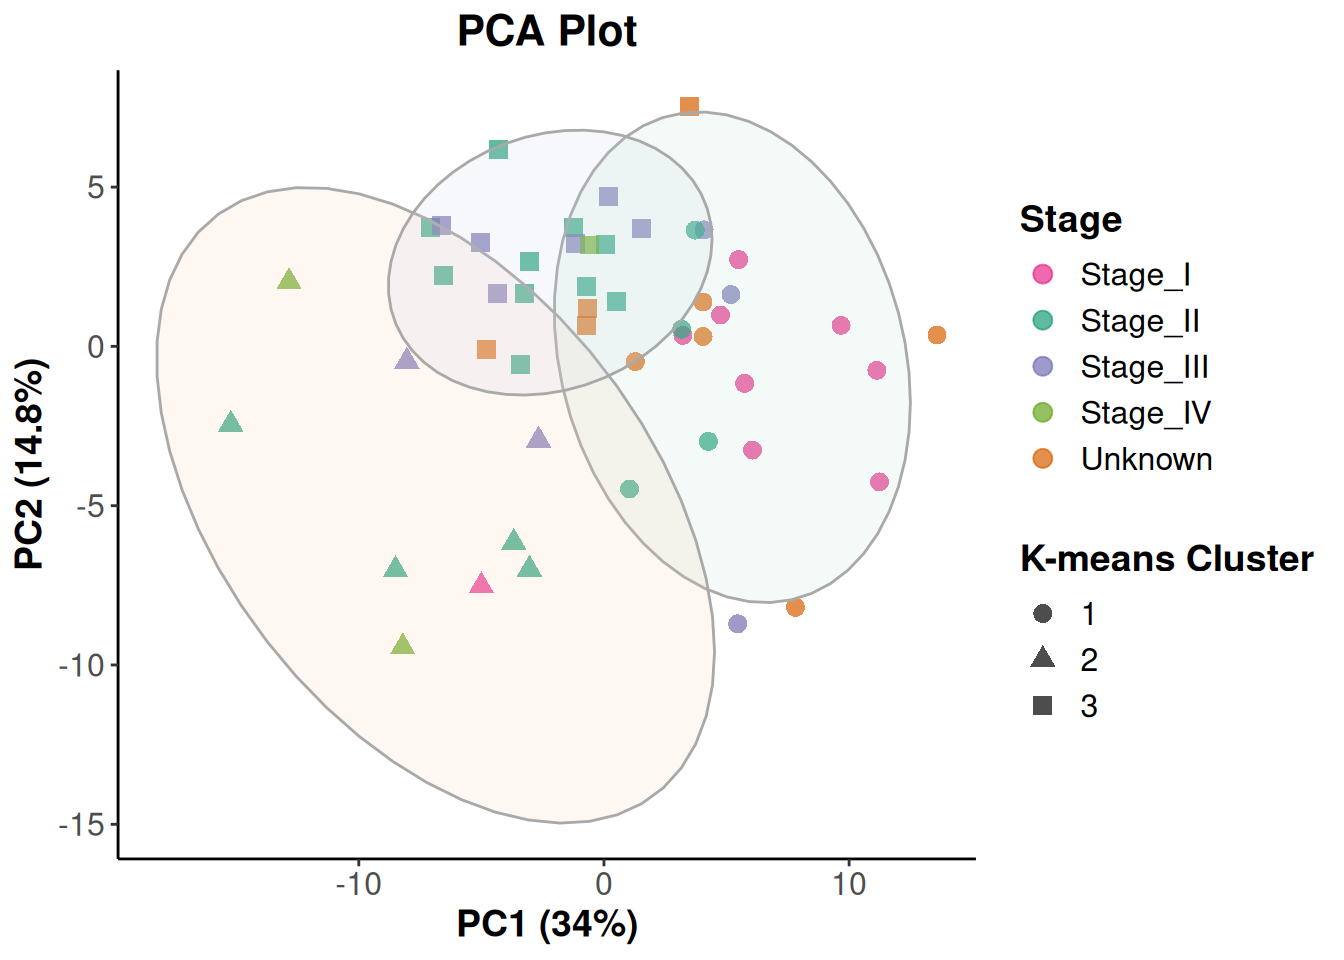 PCA Plot
5
0
-5
-10
-15
PC2 (14.8%)
-10 0 10
PC1 (34%)
Stage
Stage_I
Stage_II
Stage_III
Stage_IV
Unknown
K-means Cluster
1
2
3